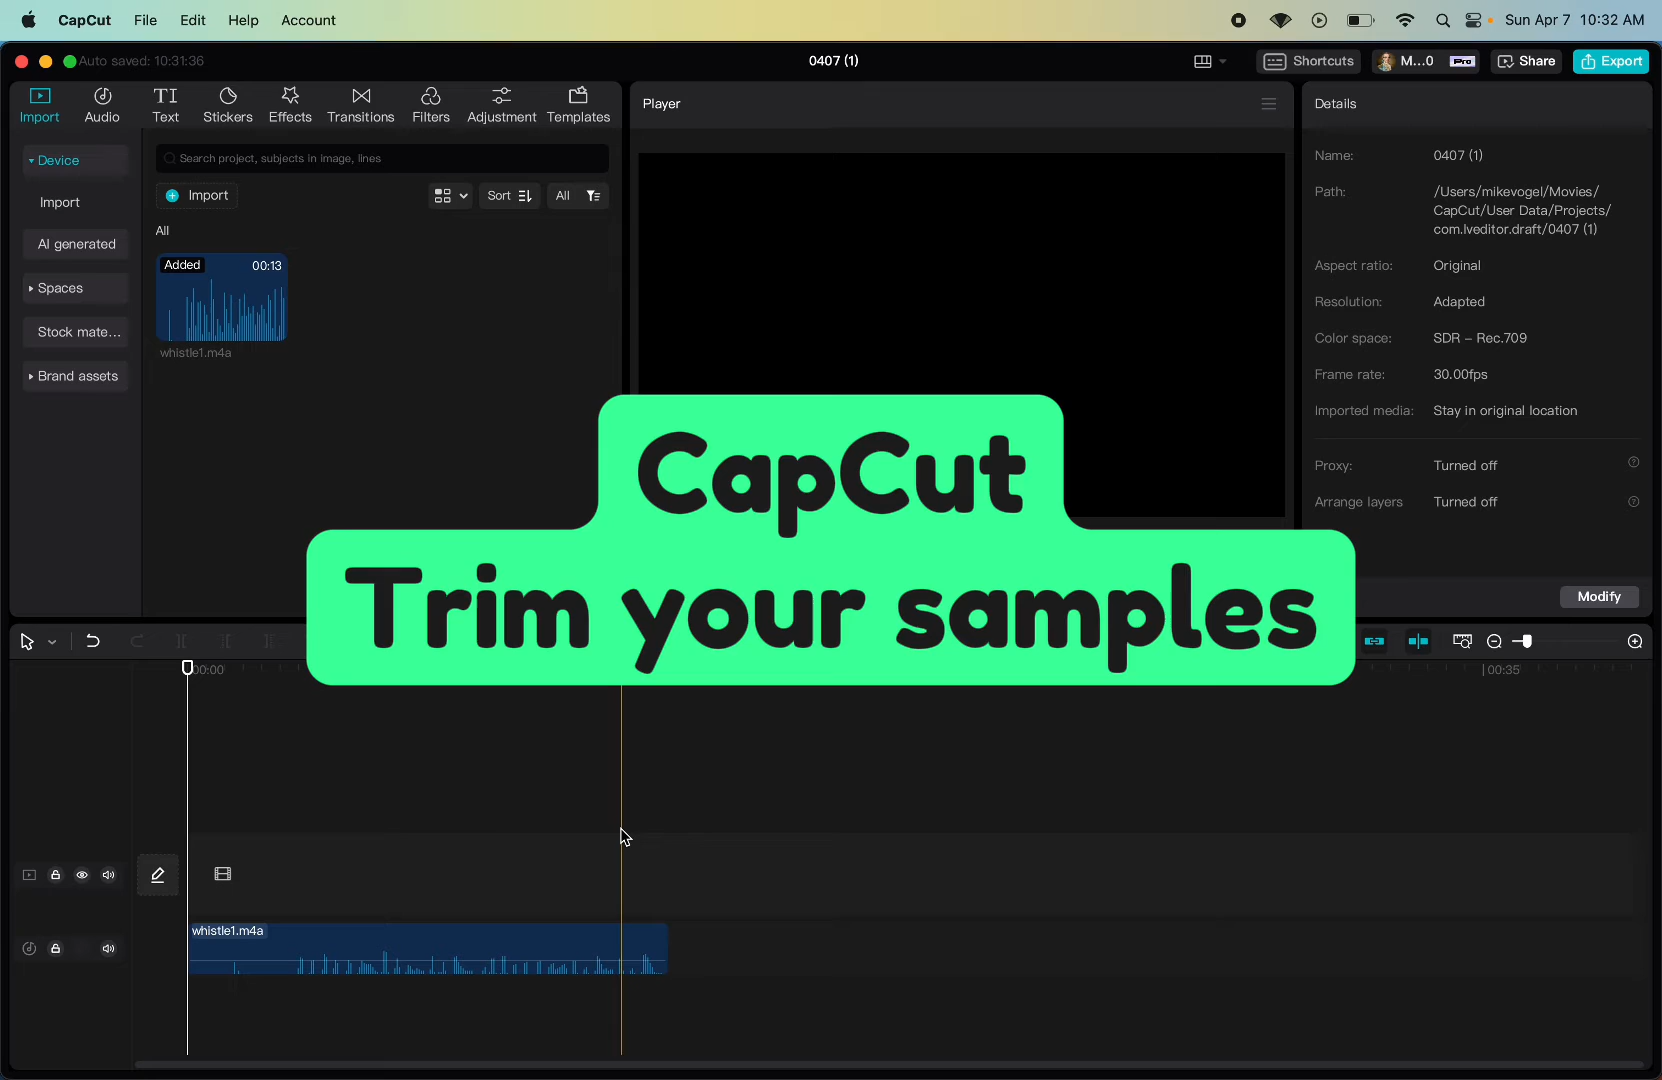 CapCut File Edit Help Account Sun Apr 7 10:32 AM
Auto saved: 10:31:36 0407 (1) Shortcuts M...0 Pro Share Export
Import Audio Text Stickers Effects Transitions Filters Adjustment Templates
Player
Details
Device
Import
AI generated
Spaces
Stock mate...
Brand assets
Search project, subjects in image, lines
Import Sort All
All
Added 00:13
whistle1.m4a
Name: 0407 (1)
Path: /Users/mikevogel/Movies/
CapCut/User Data/Projects/
com.lveditor.draft/0407 (1)
Aspect ratio: Original
Resolution: Adapted
Color space: SDR – Rec.709
Frame rate: 30.00fps
Imported media: Stay in original location
Proxy: Turned off
Arrange layers Turned off
Modify
CapCut
Trim your samples
00:00 00:35
whistle1.m4a